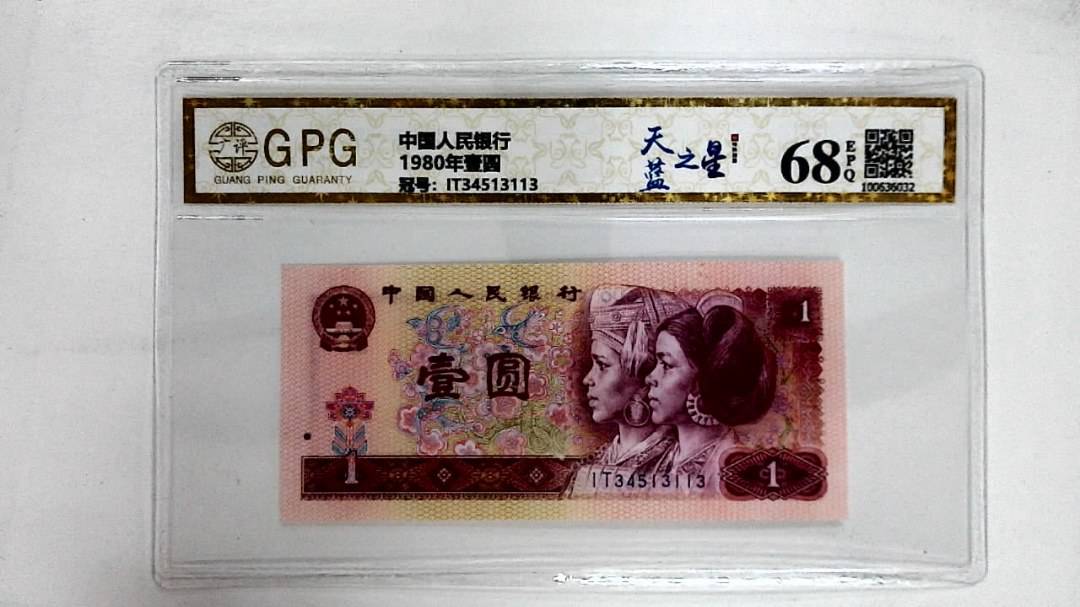 广评
GPG
GUANG PING GUARANTY
中国人民银行
1980年壹圆
冠号：IT34513113
天蓝之星
68 EPQ
100636032
中国人民银行
1
壹圆
IT34513113
1
1